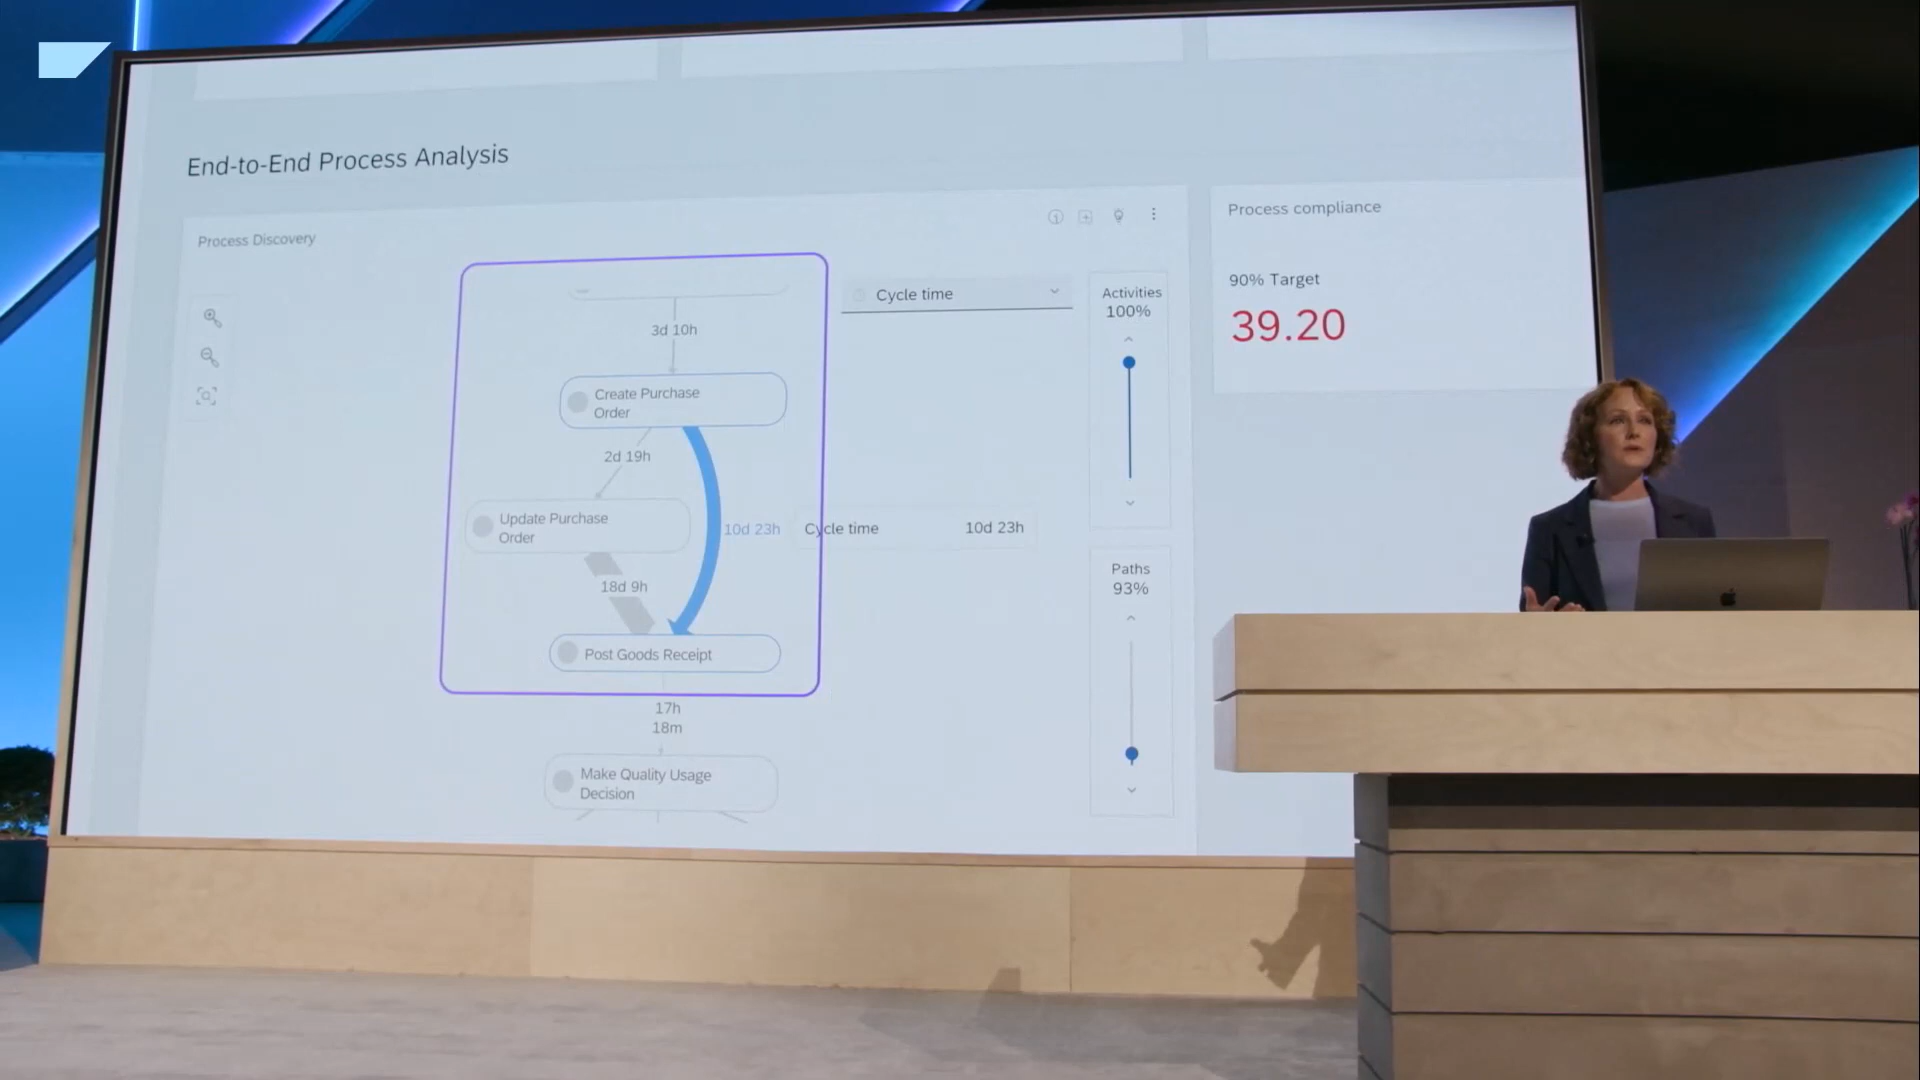 End-to-End Process Analysis
Process Discovery
3d 10h
Cycle time
Activities
100%
Process compliance
90% Target
39.20
Create Purchase
Order
2d 19h
Update Purchase
Order
10d 23h
Cycle time
10d 23h
18d 9h
Paths
93%
Post Goods Receipt
17h
18m
Make Quality Usage
Decision